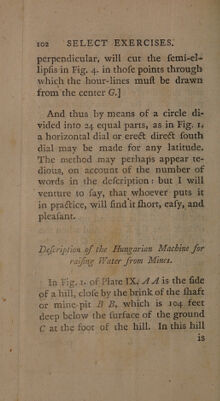 102 SELECT EXERCISES.
perpendicular, will cut the ſemi-el-
lipſis in Fig. 4. in thoſe points through
which the hour-lines muſt be drawn
from the center G.]
And thus by means of a circle di-
vided into 24 equal parts, as in Fig. 1,
a horizontal dial or erect direct ſouth
dial may be made for any latitude.
The method may perhaps appear te-
dious, on account of the number of
words in the deſcription: but I will
venture to ſay, that whoever puts it
in practice, will find it ſhort, eaſy, and
pleaſant.
Deſcription of the Hungarian Machine for
raiſing Water from Mines.
In Fig. 1. of Plate IX. A A is the ſide
of a hill, cloſe by the brink of the ſhaft
or mine-pit B B, which is 104 feet
deep below the ſurface of the ground
C at the foot of the hill. In this hill
is